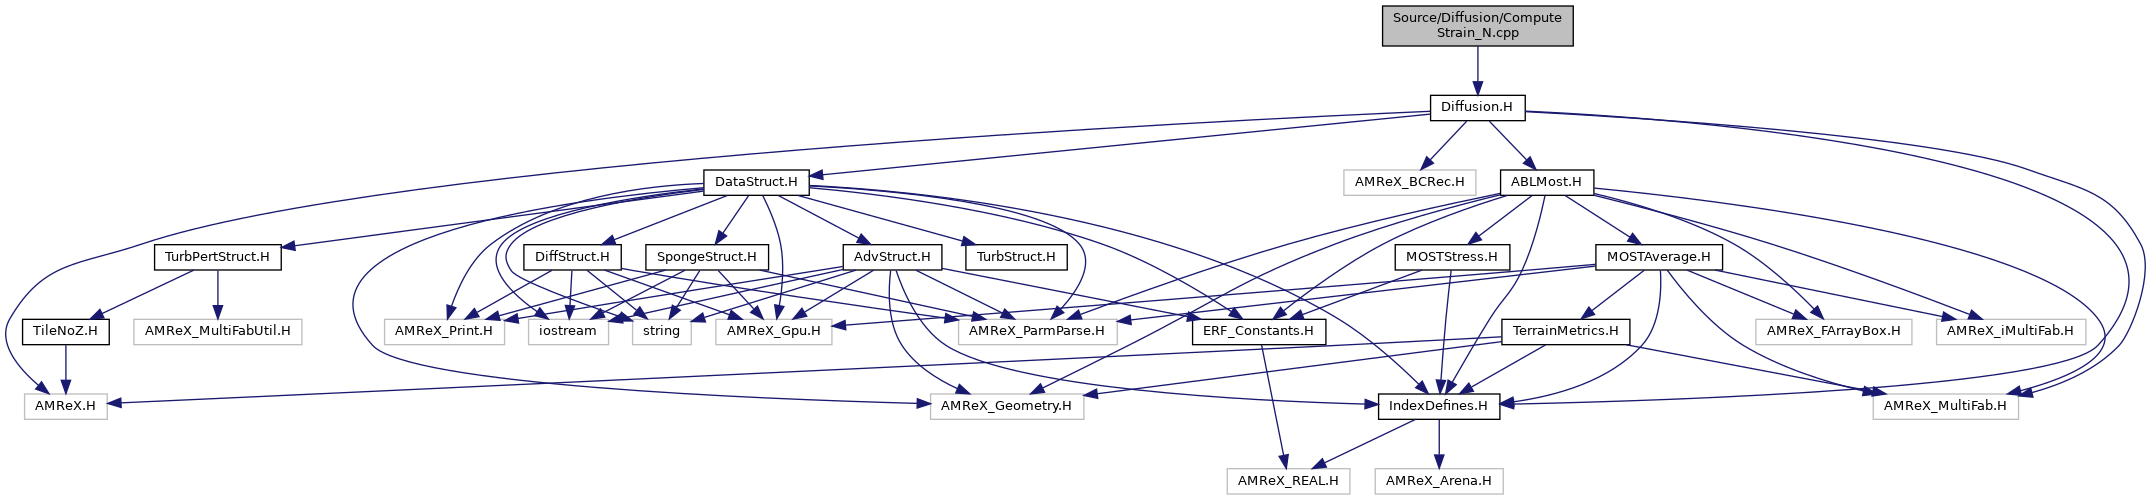 Source/Diffusion/Compute
Strain_N.cpp
Diffusion.H
DataStruct.H
AMReX_BCRec.H
ABLMost.H
TurbPertStruct.H
DiffStruct.H
SpongeStruct.H
AdvStruct.H
TurbStruct.H
MOSTStress.H
MOSTAverage.H
TileNoZ.H
AMReX_MultiFabUtil.H
AMReX_Print.H
iostream
string
AMReX_Gpu.H
AMReX_ParmParse.H
ERF_Constants.H
TerrainMetrics.H
AMReX_FArrayBox.H
AMReX_iMultiFab.H
AMReX.H
AMReX_Geometry.H
IndexDefines.H
AMReX_MultiFab.H
AMReX_REAL.H
AMReX_Arena.H